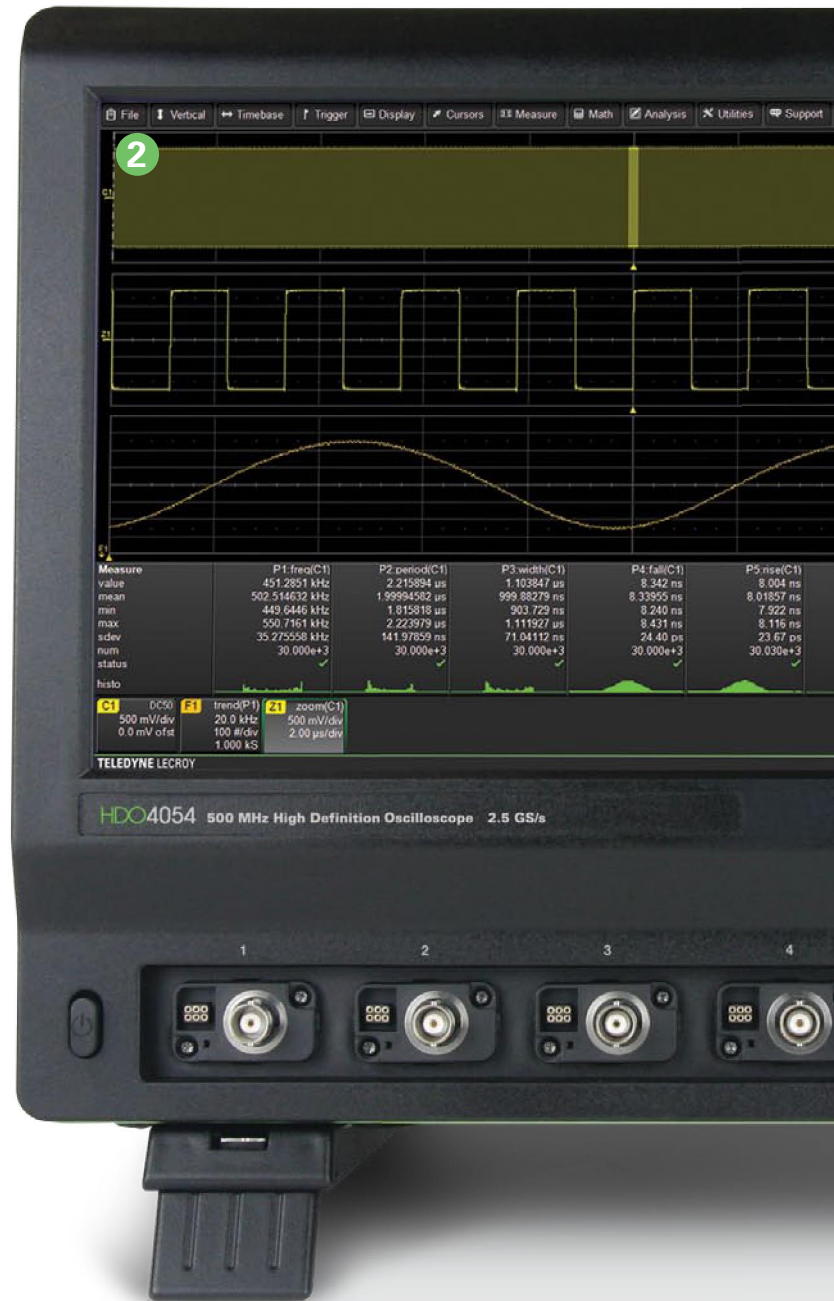 File Vertical Timebase Trigger Display Cursors Measure Math Analysis Utilities Support
2
C1
Z1
F1
Measure P1:freq(C1) P2:period(C1) P3:width(C1) P4:fall(C1) P5:rise(C1)
value 451.2851 kHz 2.215894 µs 1.103847 µs 8.342 ns 8.004 ns
mean 502.514632 kHz 1.99994582 µs 999.88279 ns 8.33955 ns 8.01857 ns
min 449.6446 kHz 1.815818 µs 903.729 ns 8.240 ns 7.922 ns
max 550.7161 kHz 2.223979 µs 1.111927 µs 8.431 ns 8.116 ns
sdev 35.275558 kHz 141.97859 ns 71.04112 ns 24.40 ps 23.67 ps
num 30.000e+3 30.000e+3 30.000e+3 30.000e+3 30.030e+3
status
histo
C1 DC50 F1 trend(P1) Z1 zoom(C1)
500 mV/div 20.0 kHz 500 mV/div
0.0 mV ofst 100 #/div 2.00 µs/div
1.000 kS
TELEDYNE LECROY
HDO4054 500 MHz High Definition Oscilloscope 2.5 GS/s
1 2 3 4